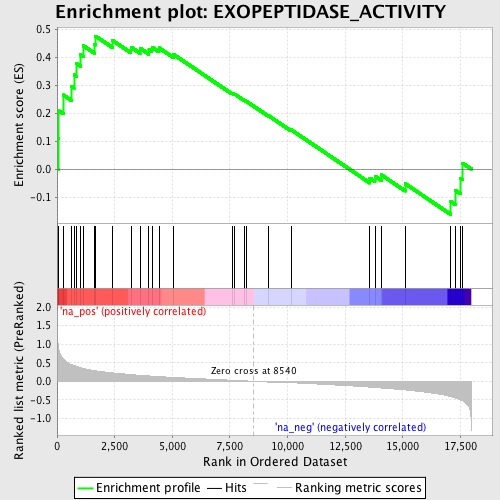 Enrichment plot: EXOPEPTIDASE_ACTIVITY
Enrichment score (ES)
0.5
0.4
0.3
0.2
0.1
0.0
-0.1
'na_pos' (positively correlated)
Ranked list metric (PreRanked)
2.0
1.5
1.0
0.5
0.0
-0.5
-1.0
Zero cross at 8540
'na_neg' (negatively correlated)
0 2,500 5,000 7,500 10,000 12,500 15,000 17,500
Rank in Ordered Dataset
Enrichment profile Hits Ranking metric scores